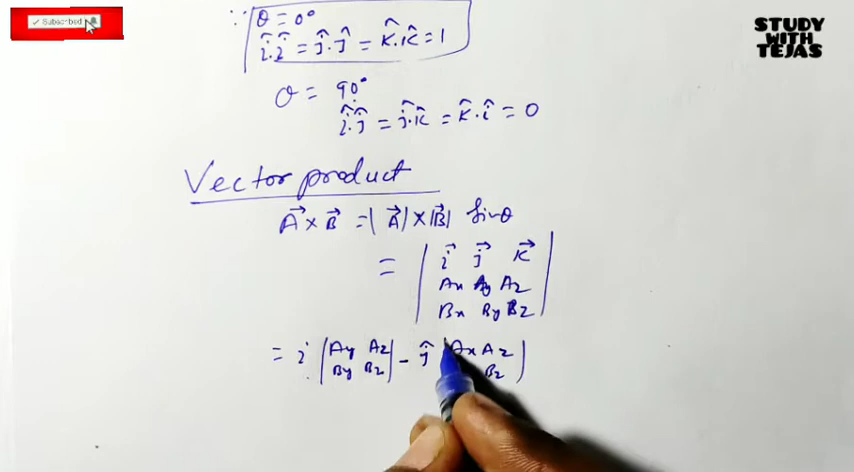 Subscribed
STUDY
WITH
TEJAS
∵ θ = 0°
î.î = ĵ.ĵ = k̂.k̂ = 1
θ = 90°
î.ĵ = ĵ.k̂ = k̂.î = 0
Vector product
A⃗ × B⃗ = |A⃗| × |B⃗| sinθ
= | i⃗ j⃗ k⃗ |
Ax Ay Az
Bx By Bz
= i | Ay Az | - ĵ | Ax Az |
By Bz Bz